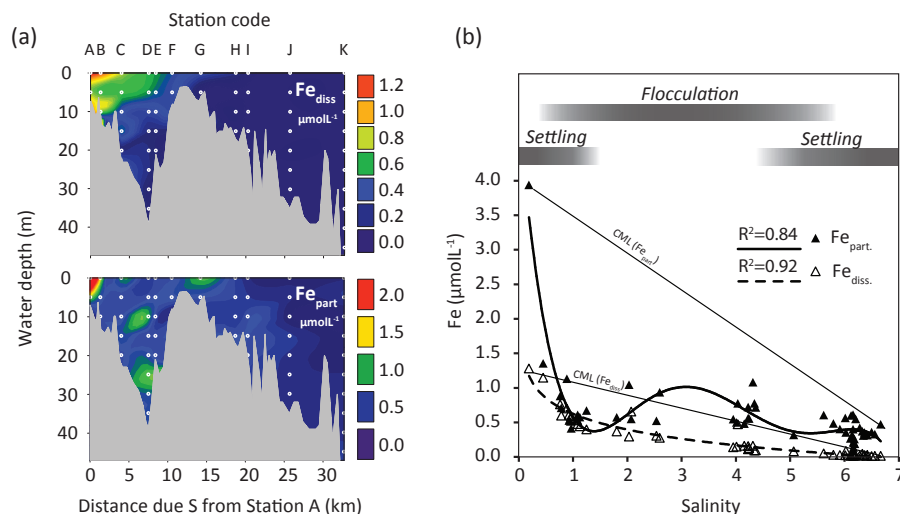 (a)
Station code
A B C D E F G H I J K
0
10
20
30
40
Fe diss
µmolL-1
1.2
1.0
0.8
0.6
0.4
0.2
0.0
Water depth (m)
0
10
20
30
40
Fe part
µmolL-1
2.0
1.5
1.0
0.5
0.0
0 5 10 15 20 25 30
Distance due S from Station A (km)
(b)
Flocculation
Settling
Settling
4.0
3.5
3.0
2.5
2.0
1.5
1.0
0.5
0.0
Fe (µmolL-1)
CML (Fe part)
R2=0.84 Fe part.
R2=0.92 Fe diss.
CML (Fe diss)
0 1 2 3 4 5 6 7
Salinity